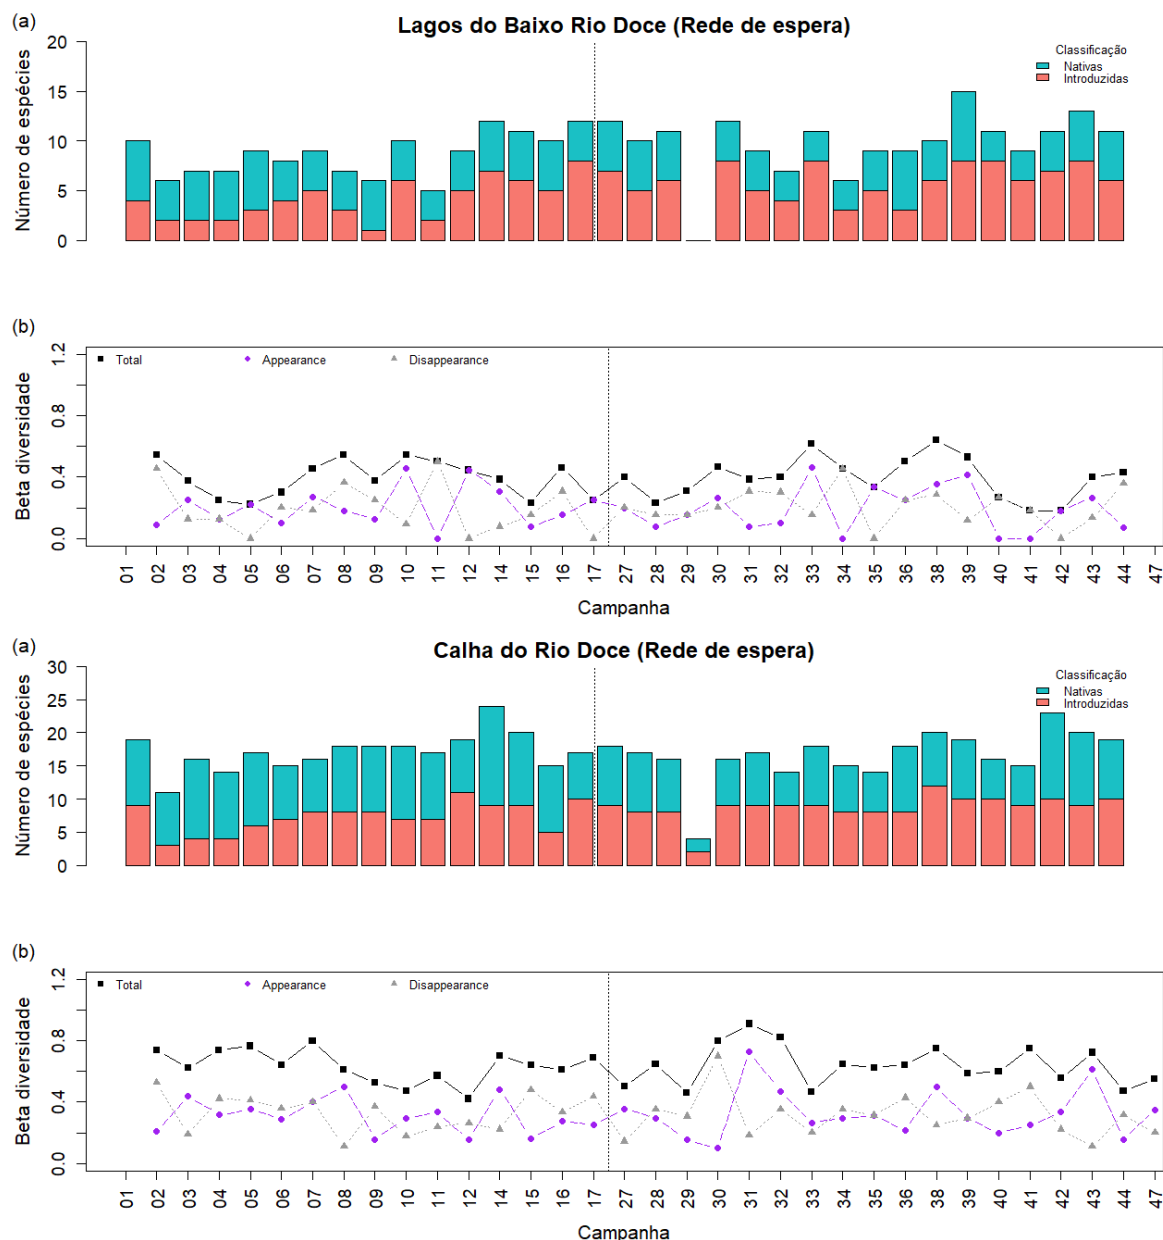 (a)
Lagos do Baixo Rio Doce (Rede de espera)
Número de espécies
20
15
10
5
0
Classificação
Nativas
Introduzidas
(b)
Beta diversidade
1.2
0.8
0.4
0.0
Total Appearance Disappearance
01 02 03 04 05 06 07 08 09 10 11 12 14 15 16 17 27 28 29 30 31 32 33 34 35 36 38 39 40 41 42 43 44 47
Campanha
(a)
Calha do Rio Doce (Rede de espera)
Número de espécies
30
25
20
15
10
5
0
Classificação
Nativas
Introduzidas
(b)
Beta diversidade
1.2
0.8
0.4
0.0
Total Appearance Disappearance
01 02 03 04 05 06 07 08 09 10 11 12 14 15 16 17 27 28 29 30 31 32 33 34 35 36 38 39 40 41 42 43 44 47
Campanha